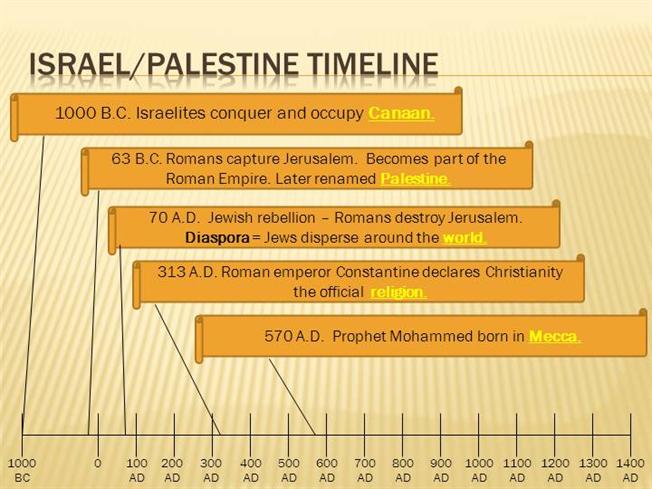 ISRAEL/PALESTINE TIMELINE
1000 B.C. Israelites conquer and occupy Canaan.
63 B.C. Romans capture Jerusalem. Becomes part of the
Roman Empire. Later renamed Palestine.
70 A.D. Jewish rebellion – Romans destroy Jerusalem.
Diaspora = Jews disperse around the world.
313 A.D. Roman emperor Constantine declares Christianity
the official religion.
570 A.D. Prophet Mohammed born in Mecca.
1000 0 100 200 300 400 500 600 700 800 900 1000 1100 1200 1300 1400
BC AD AD AD AD AD AD AD AD AD AD AD AD AD AD